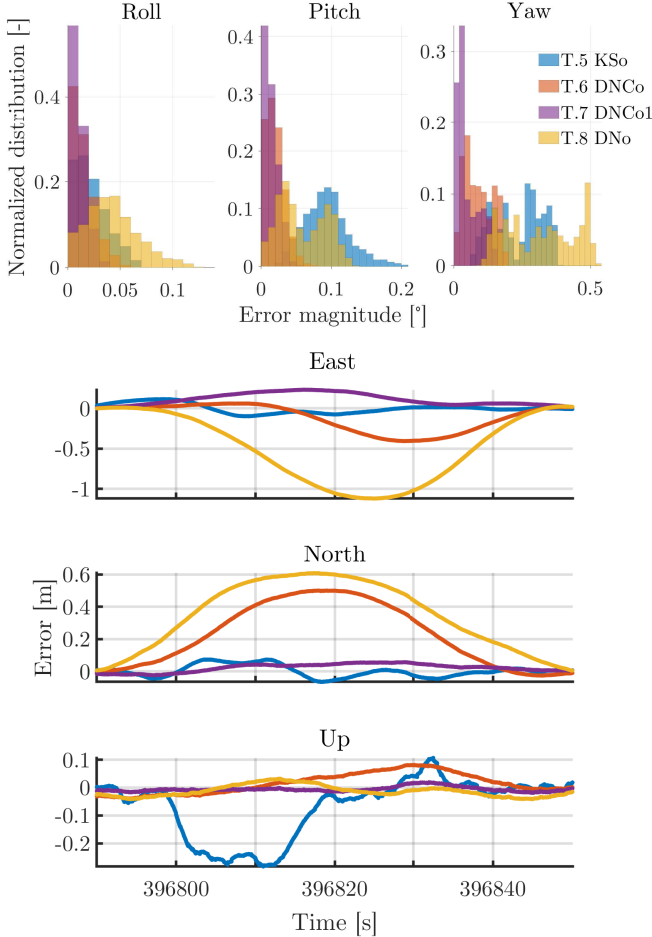 Roll Pitch Yaw
Normalized distribution [-]
0.4
0.2
0
0 0.05 0.1
0.4
0.3
0.2
0.1
0
0 0.1 0.2
0.3
0.2
0.1
0
0 0.5
T.5 KSo
T.6 DNCo
T.7 DNCo1
T.8 DNo
Error magnitude [°]
East
0
-0.5
-1
North
Error [m]
0.6
0.4
0.2
0
Up
0.1
0
-0.1
-0.2
396800 396820 396840
Time [s]